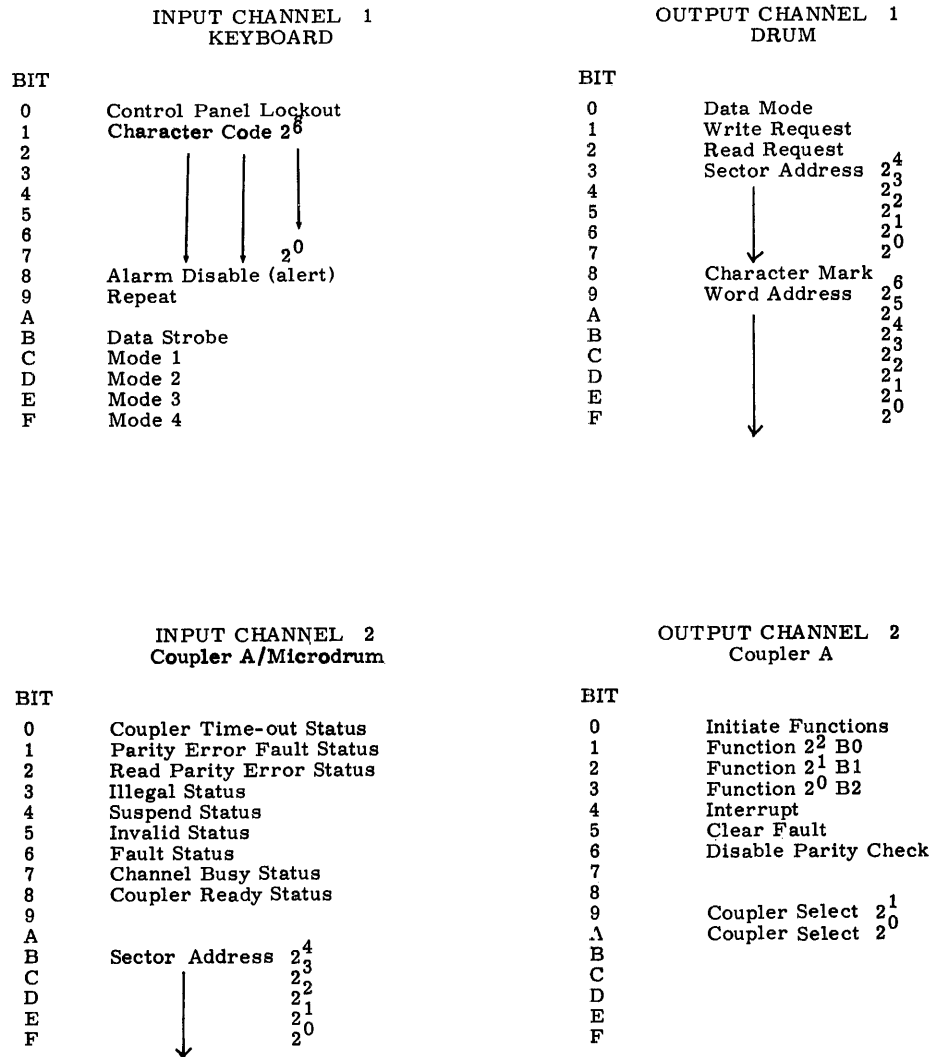 INPUT CHANNEL 1
KEYBOARD
BIT
0 Control Panel Lockout
1 Character Code 2^6
2
3
4
5
6
7 2^0
8 Alarm Disable (alert)
9 Repeat
A
B Data Strobe
C Mode 1
D Mode 2
E Mode 3
F Mode 4
OUTPUT CHANNEL 1
DRUM
BIT
0 Data Mode
1 Write Request
2 Read Request
3 Sector Address 2^4
4 2^3
5 2^2
6 2^1
7 2^0
8 Character Mark
9 Word Address 2^6
A 2^5
B 2^4
C 2^3
D 2^2
E 2^1
F 2^0
INPUT CHANNEL 2
Coupler A/Microdrum
BIT
0 Coupler Time-out Status
1 Parity Error Fault Status
2 Read Parity Error Status
3 Illegal Status
4 Suspend Status
5 Invalid Status
6 Fault Status
7 Channel Busy Status
8 Coupler Ready Status
9
A
B Sector Address 2^4
C 2^3
D 2^2
E 2^1
F 2^0
OUTPUT CHANNEL 2
Coupler A
BIT
0 Initiate Functions
1 Function 2^2 B0
2 Function 2^1 B1
3 Function 2^0 B2
4 Interrupt
5 Clear Fault
6 Disable Parity Check
7
8
9 Coupler Select 2^1
A Coupler Select 2^0
B
C
D
E
F